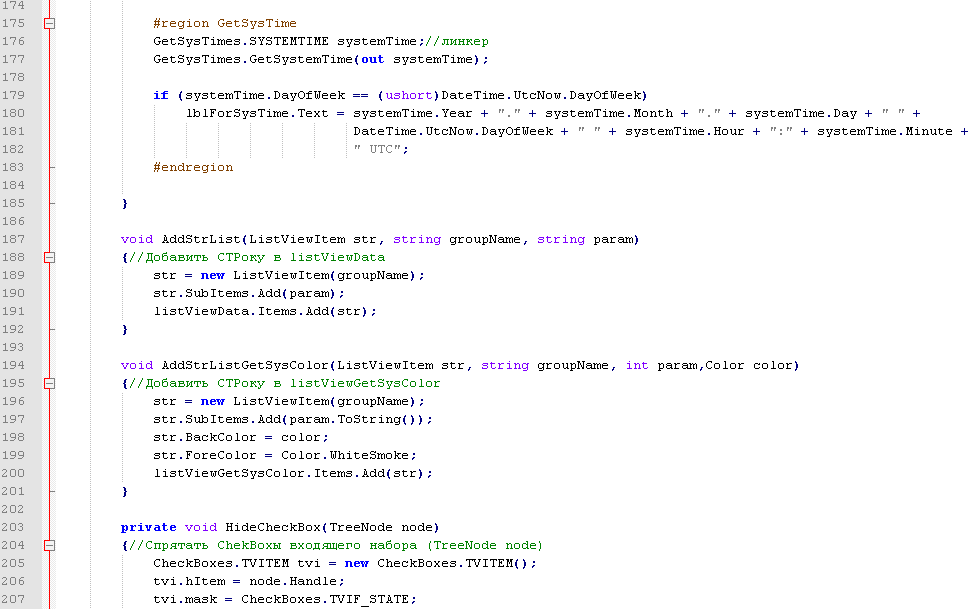 174
175 #region GetSysTime
176 GetSysTimes.SYSTEMTIME systemTime;//линкер
177 GetSysTimes.GetSystemTime(out systemTime);
178
179 if (systemTime.DayOfWeek == (ushort)DateTime.UtcNow.DayOfWeek)
180 lblForSysTime.Text = systemTime.Year + "." + systemTime.Month + "." + systemTime.Day + " " +
181 DateTime.UtcNow.DayOfWeek + " " + systemTime.Hour + ":" + systemTime.Minute +
182 " UTC";
183 #endregion
184
185 }
186
187 void AddStrList(ListViewItem str, string groupName, string param)
188 {//Добавить СТРоку в listViewData
189 str = new ListViewItem(groupName);
190 str.SubItems.Add(param);
191 listViewData.Items.Add(str);
192 }
193
194 void AddStrListGetSysColor(ListViewItem str, string groupName, int param,Color color)
195 {//Добавить СТРоку в listViewGetSysColor
196 str = new ListViewItem(groupName);
197 str.SubItems.Add(param.ToString());
198 str.BackColor = color;
199 str.ForeColor = Color.WhiteSmoke;
200 listViewGetSysColor.Items.Add(str);
201 }
202
203 private void HideCheckBox(TreeNode node)
204 {//Спрятать ChekBoxы входящего набора (TreeNode node)
205 CheckBoxes.TVITEM tvi = new CheckBoxes.TVITEM();
206 tvi.hItem = node.Handle;
207 tvi.mask = CheckBoxes.TVIF_STATE;